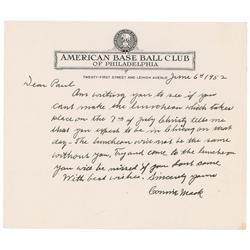 AMERICAN BASE BALL CLUB
OF PHILADELPHIA
TWENTY-FIRST STREET AND LEHIGH AVENUE
June 6th 1952
Dear Paul
Am writing you to see if you
cant make the luncheon which takes
place on the 7th of July Christy tells me
that you expect to be in on that
day. The luncheon will not be the same
without you, Try and come to the luncheon
you will be missed if you dont come
With best wishes. Sincerely yours
Connie Mack